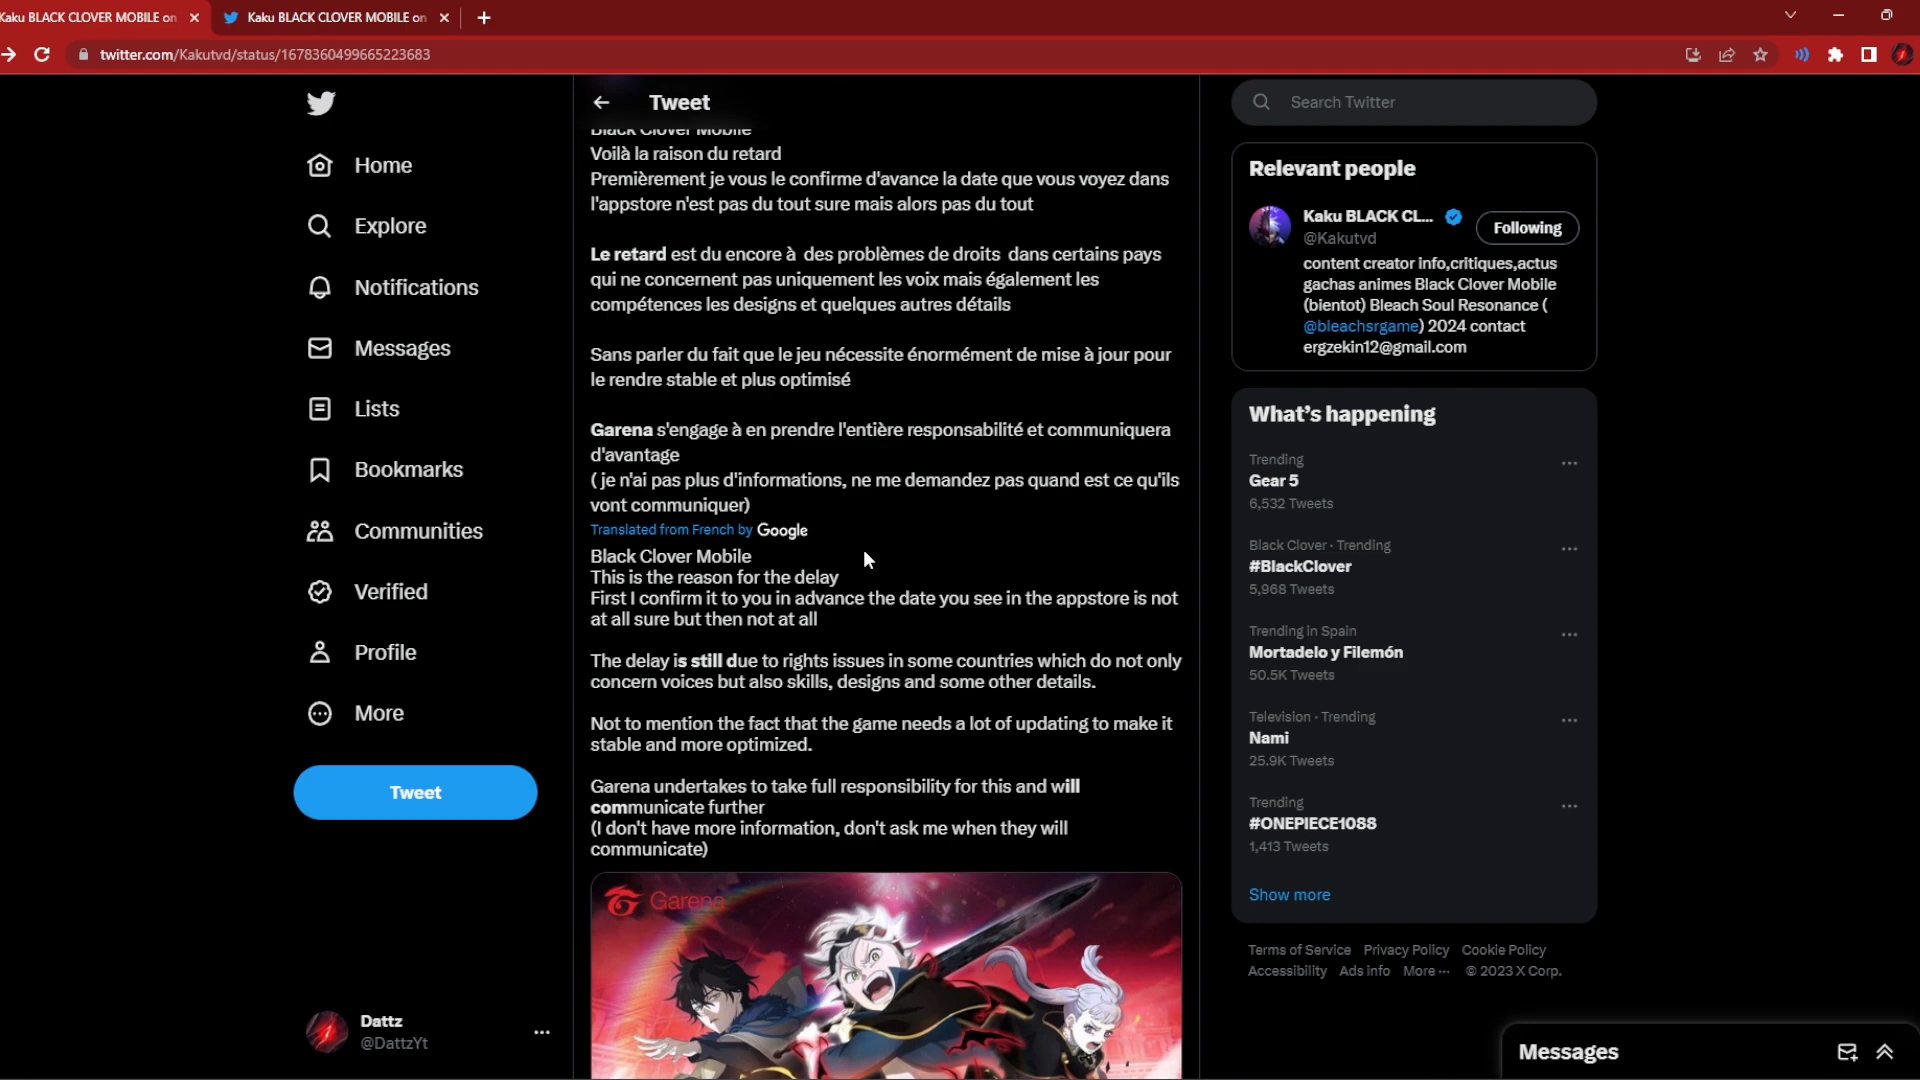 Kaku BLACK CLOVER MOBILE on
Kaku BLACK CLOVER MOBILE on
twitter.com/Kakutvd/status/1678360499665223683
Home
Explore
Notifications
Messages
Lists
Bookmarks
Communities
Verified
Profile
More
Tweet
Dattz
@DattzYt
Tweet
Black Clover Mobile
Voilà la raison du retard
Premièrement je vous le confirme d'avance la date que vous voyez dans
l'appstore n'est pas du tout sure mais alors pas du tout
Le retard est du encore à des problèmes de droits dans certains pays
qui ne concernent pas uniquement les voix mais également les
compétences les designs et quelques autres détails
Sans parler du fait que le jeu nécessite énormément de mise à jour pour
le rendre stable et plus optimisé
Garena s'engage à en prendre l'entière responsabilité et communiquera
d'avantage
( je n'ai pas plus d'informations, ne me demandez pas quand est ce qu'ils
vont communiquer)
Translated from French by Google
Black Clover Mobile
This is the reason for the delay
First I confirm it to you in advance the date you see in the appstore is not
at all sure but then not at all
The delay is still due to rights issues in some countries which do not only
concern voices but also skills, designs and some other details.
Not to mention the fact that the game needs a lot of updating to make it
stable and more optimized.
Garena undertakes to take full responsibility for this and will
communicate further
(I don't have more information, don't ask me when they will
communicate)
Garena
Search Twitter
Relevant people
Kaku BLACK CL...
@Kakutvd
Following
content creator info,critiques,actus
gachas animes Black Clover Mobile
(bientot) Bleach Soul Resonance (
@bleachsrgame) 2024 contact
ergzekin12@gmail.com
What's happening
Trending
Gear 5
6,532 Tweets
Black Clover · Trending
#BlackClover
5,968 Tweets
Trending in Spain
Mortadelo y Filemón
50.5K Tweets
Television · Trending
Nami
25.9K Tweets
Trending
#ONEPIECE1088
1,413 Tweets
Show more
Terms of Service Privacy Policy Cookie Policy
Accessibility Ads info More ··· © 2023 X Corp.
Messages